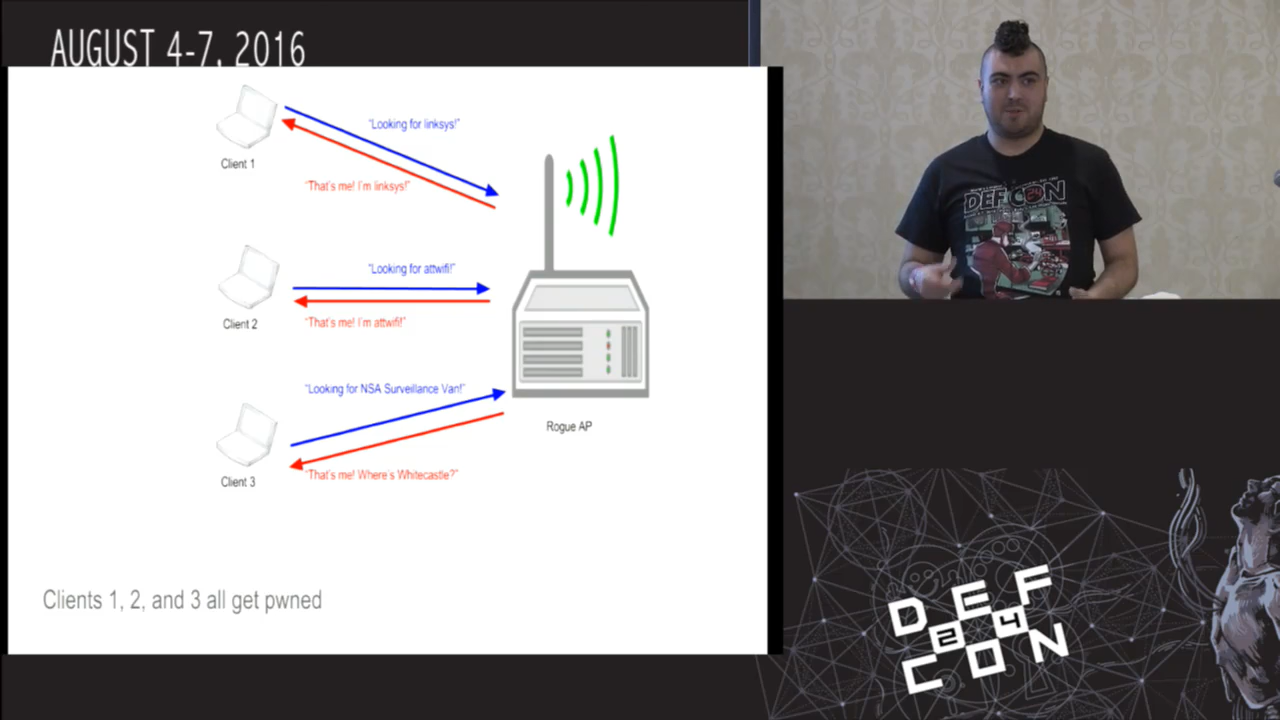 AUGUST 4-7, 2016
"Looking for linksys!"
Client 1
"That's me! I'm linksys!"
"Looking for attwifi!"
Client 2
"That's me! I'm attwifi!"
"Looking for NSA Surveillance Van!"
Rogue AP
"That's me! Where's Whitecastle?"
Client 3
Clients 1, 2, and 3 all get pwned
DEF CON
24
DEF
24
CON